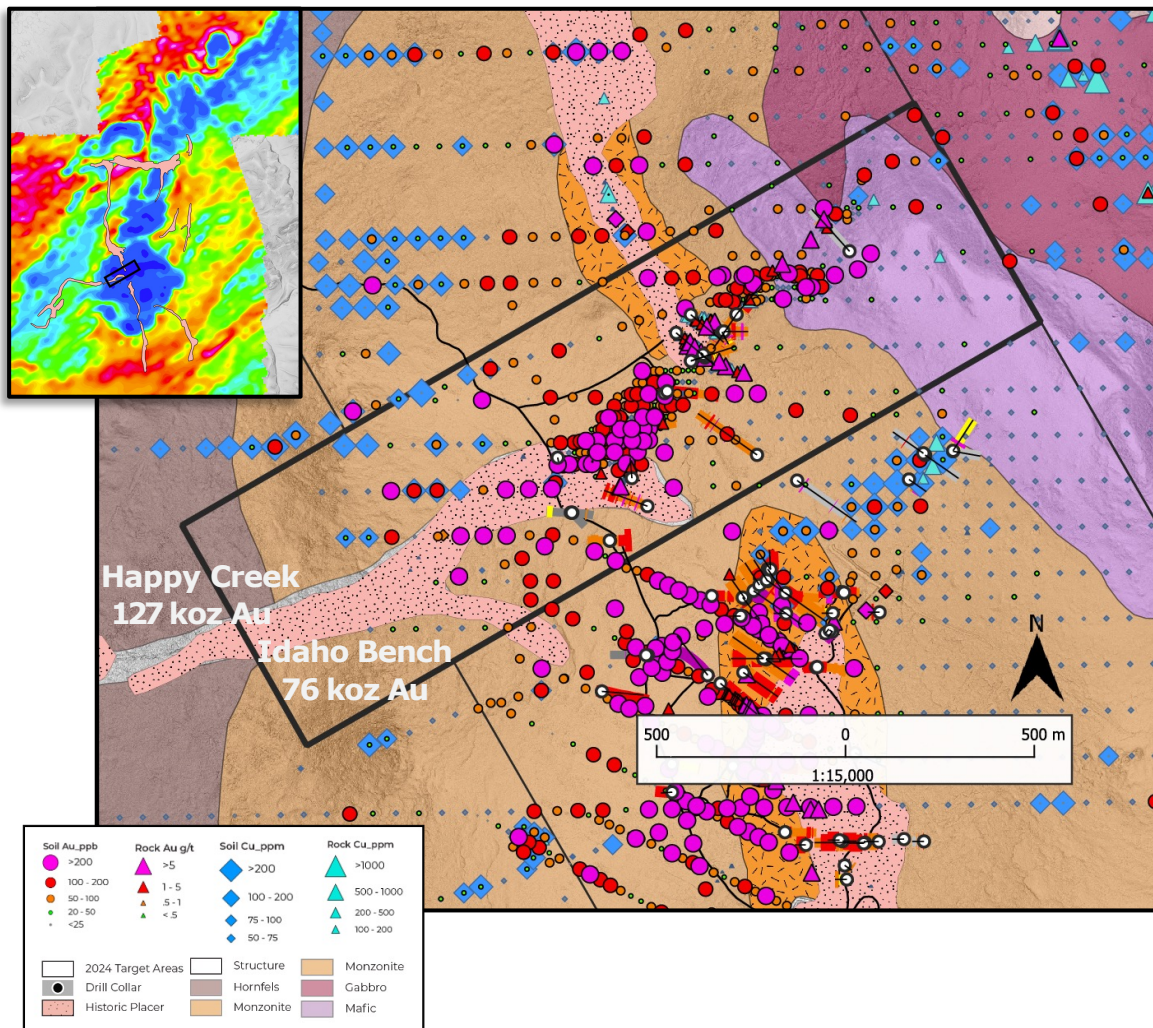 Happy Creek
127 koz Au
Idaho Bench
76 koz Au
N
500 0 500 m
1:15,000
Soil Au_ppb
>200
100 - 200
50 - 100
20 - 50
<25
Rock Au g/t
>5
1 - 5
.5 - 1
< .5
Soil Cu_ppm
>200
100 - 200
75 - 100
50 - 75
Rock Cu_ppm
>1000
500 - 1000
200 - 500
100 - 200
2024 Target Areas
Drill Collar
Historic Placer
Structure
Hornfels
Monzonite
Monzonite
Gabbro
Mafic